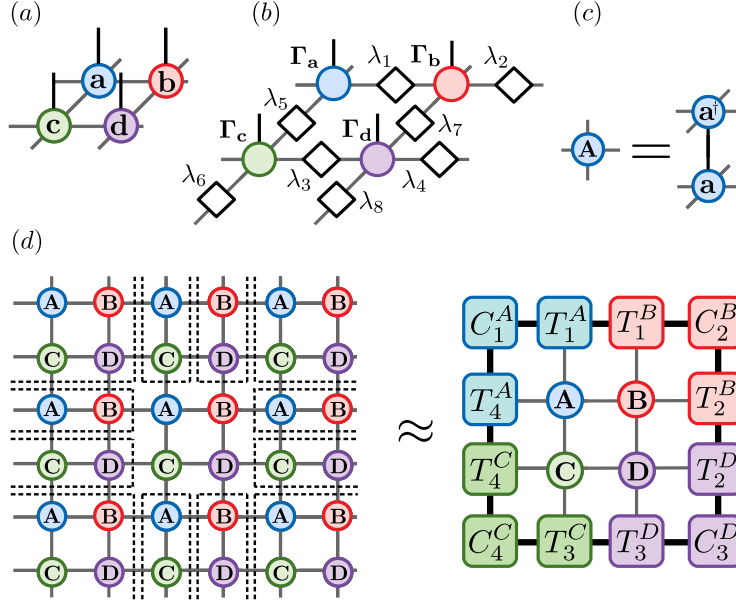 (a)
a b
c d
(b)
Γa λ1 Γb λ2
λ5 λ7
Γc Γd
λ6 λ3 λ4
λ8
(c)
A = a† a
(d)
A B A B A B
C D C D C D
A B A B A B
C D C D C D
A B A B A B
C D C D C D
≈
C₁ᴬ T₁ᴬ T₁ᴮ C₂ᴮ
T₄ᴬ A B T₂ᴮ
T₄ᶜ C D T₂ᴰ
C₄ᶜ T₃ᶜ T₃ᴰ C₃ᴰ